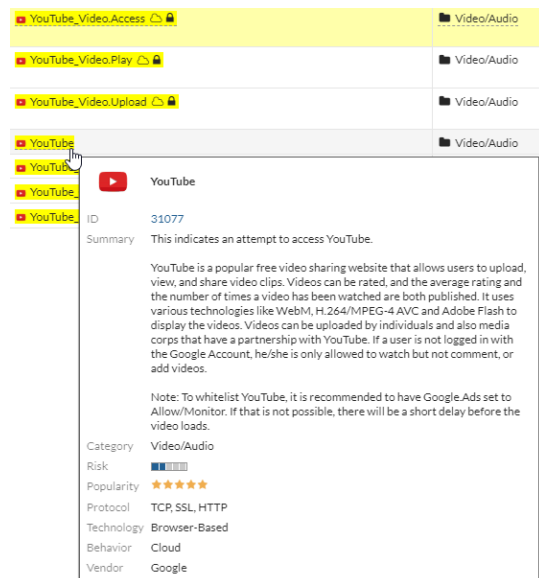 YouTube_Video.Access Video/Audio
YouTube_Video.Play Video/Audio
YouTube_Video.Upload Video/Audio
YouTube Video/Audio
YouTube
ID 31077
Summary This indicates an attempt to access YouTube.
YouTube is a popular free video sharing website that allows users to upload,
view, and share video clips. Videos can be rated, and the average rating and
the number of times a video has been watched are both published. It uses
various technologies like WebM, H.264/MPEG-4 AVC and Adobe Flash to
display the videos. Videos can be uploaded by individuals and also media
corps that have a partnership with YouTube. If a user is not logged in with
the Google Account, he/she is only allowed to watch but not comment, or
add videos.
Note: To whitelist YouTube, it is recommended to have Google.Ads set to
Allow/Monitor. If that is not possible, there will be a short delay before the
video loads.
Category Video/Audio
Risk
Popularity
Protocol TCP, SSL, HTTP
Technology Browser-Based
Behavior Cloud
Vendor Google